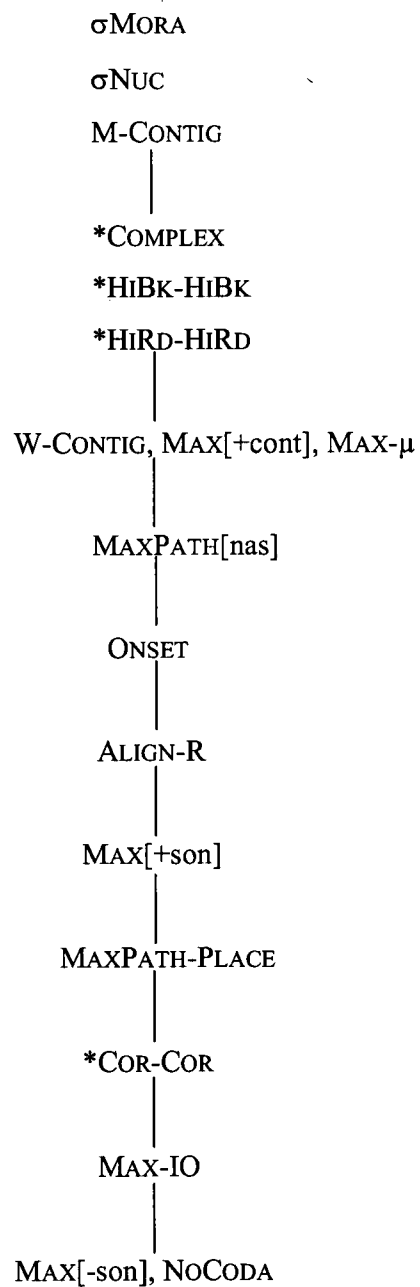 σMORA
σNUC
M-CONTIG
*COMPLEX
*HIBK-HIBK
*HIRD-HIRD
W-CONTIG, MAX[+cont], MAX-μ
MAXPATH[nas]
ONSET
ALIGN-R
MAX[+son]
MAXPATH-PLACE
*COR-COR
MAX-IO
MAX[-son], NOCODA